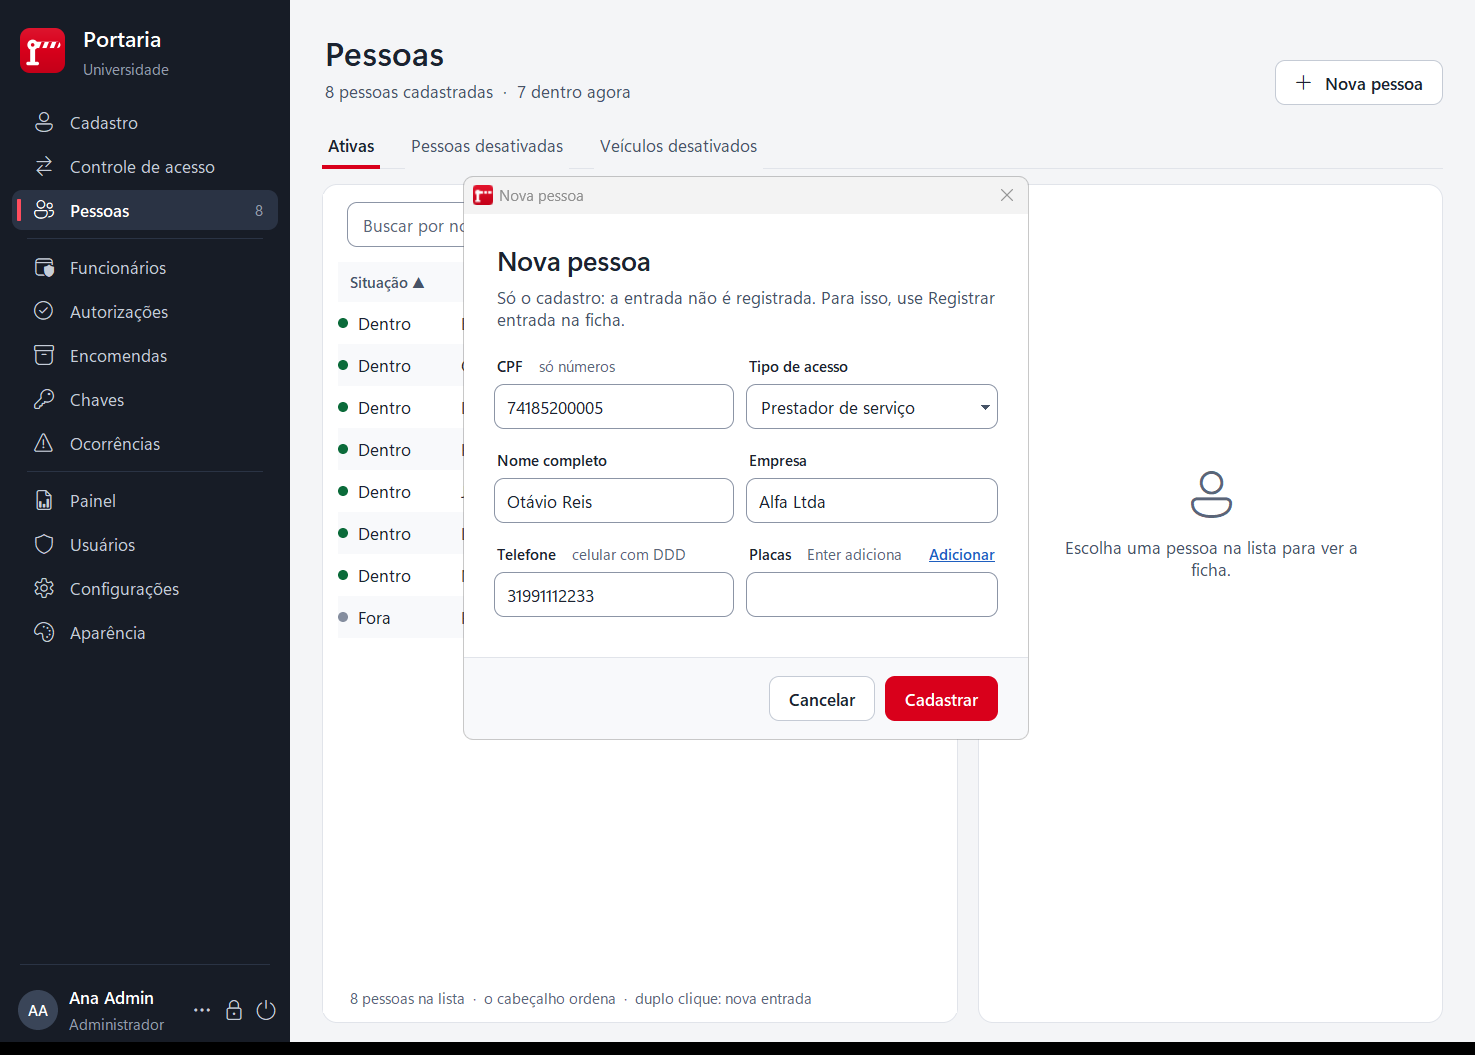 Portaria
Universidade
Cadastro
Controle de acesso
Pessoas 8
Funcionários
Autorizações
Encomendas
Chaves
Ocorrências
Painel
Usuários
Configurações
Aparência
AA
Ana Admin
Administrador
Pessoas
8 pessoas cadastradas · 7 dentro agora
Nova pessoa
Ativas
Pessoas desativadas
Veículos desativados
Buscar por
Situação ▲
Dentro
Dentro
Dentro
Dentro
Dentro
Dentro
Dentro
Fora
8 pessoas na lista · o cabeçalho ordena · duplo clique: nova entrada
Nova pessoa
Nova pessoa
Só o cadastro: a entrada não é registrada. Para isso, use Registrar
entrada na ficha.
CPF só números
Tipo de acesso
74185200005
Prestador de serviço
Nome completo
Empresa
Otávio Reis
Alfa Ltda
Telefone celular com DDD
Placas Enter adiciona Adicionar
31991112233
Cancelar
Cadastrar
Escolha uma pessoa na lista para ver a
ficha.